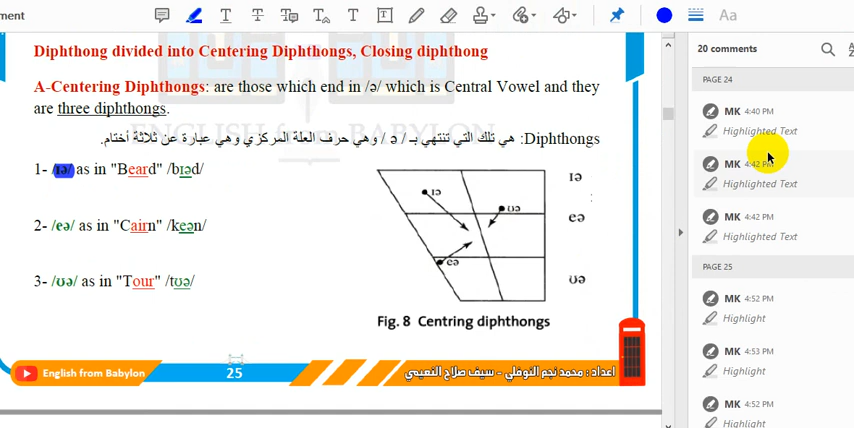 ment
Aa
Diphthong divided into Centering Diphthongs, Closing diphthong
A-Centering Diphthongs: are those which end in /ə/ which is Central Vowel and they
are three diphthongs.
ENGLISH FROM BABYLON
Diphthongs: هي تلك التي تنتهي بـ / ə / وهي حرف العلة المركزي وهي عبارة عن ثلاثة أختام.
1- /ɪə/ as in "Beard" /bɪəd/
2- /eə/ as in "Cairn" /keən/
3- /ʊə/ as in "Tour" /tʊə/
ɪə
ʊə
eə
ɪə
:
eə
ʊə
Fig. 8 Centring diphthongs
English from Babylon
25
اعداد : محمد نجم النوفلي - سيف صلاح النعيمي
20 comments
PAGE 24
MK 4:40 PM
Highlighted Text
MK 4:42 PM
Highlighted Text
MK 4:42 PM
Highlighted Text
PAGE 25
MK 4:52 PM
Highlight
MK 4:53 PM
Highlight
MK 4:52 PM
Highlight